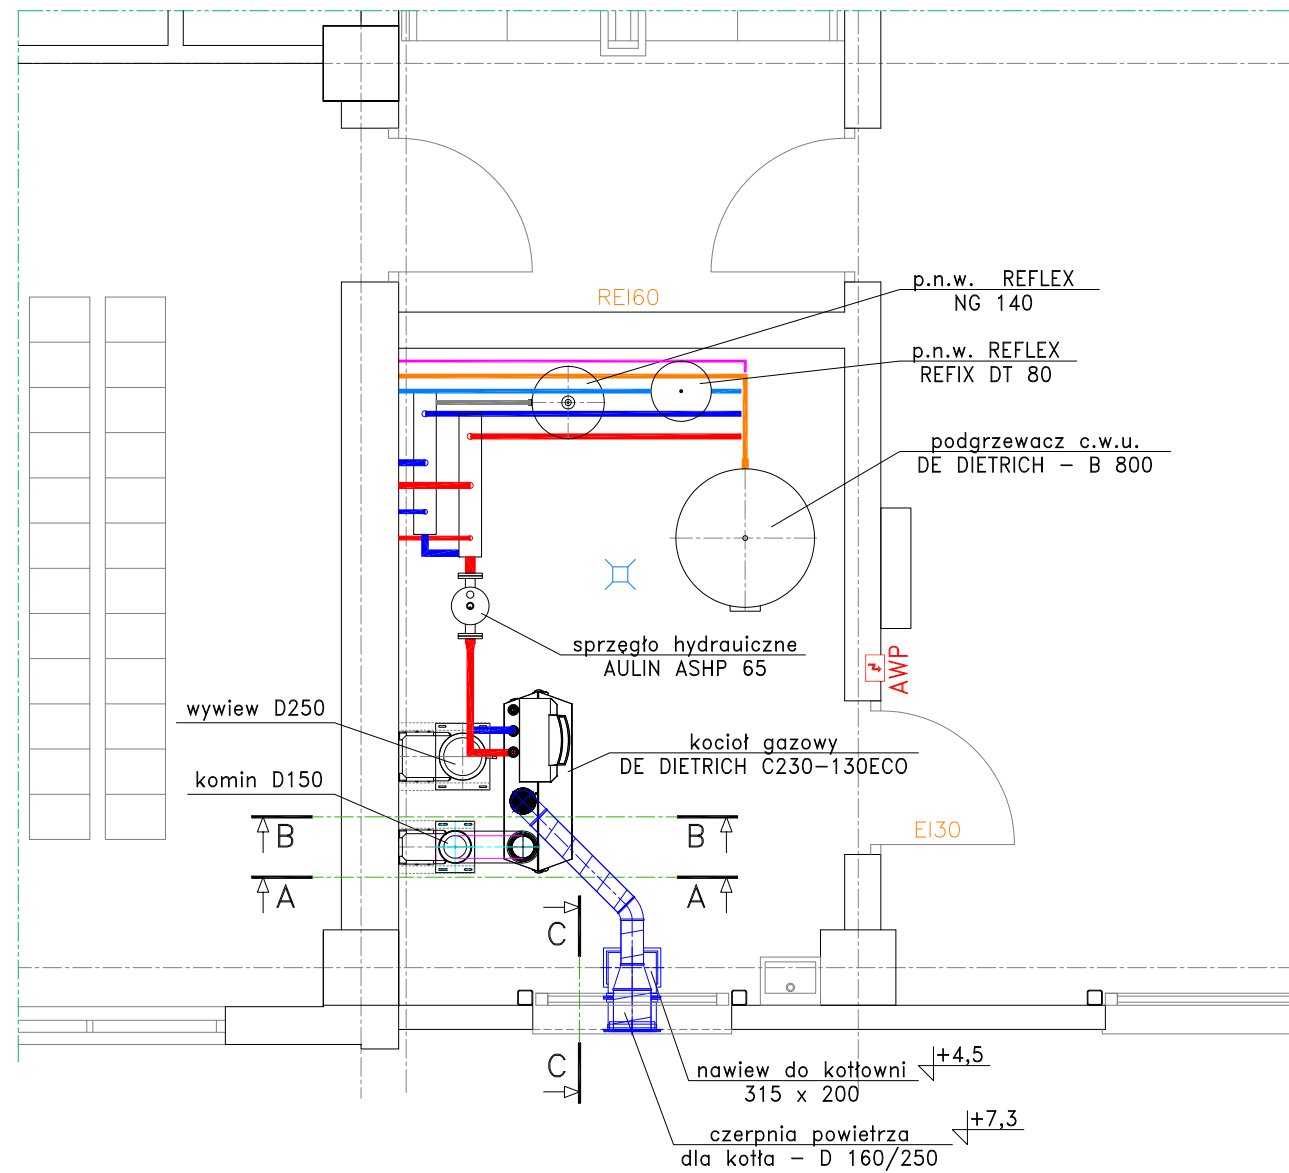 REI60
p.n.w. REFLEX
NG 140
p.n.w. REFLEX
REFIX DT 80
podgrzewacz c.w.u.
DE DIETRICH - B 800
sprzęgło hydrauiczne
AULIN ASHP 65
AWP
wywiew D250
kocioł gazowy
DE DIETRICH C230-130ECO
komin D150
B
B
EI30
A
A
C
C
nawiew do kotłowni
315 x 200
+4,5
czerpnia powietrza
dla kotła - D 160/250
+7,3